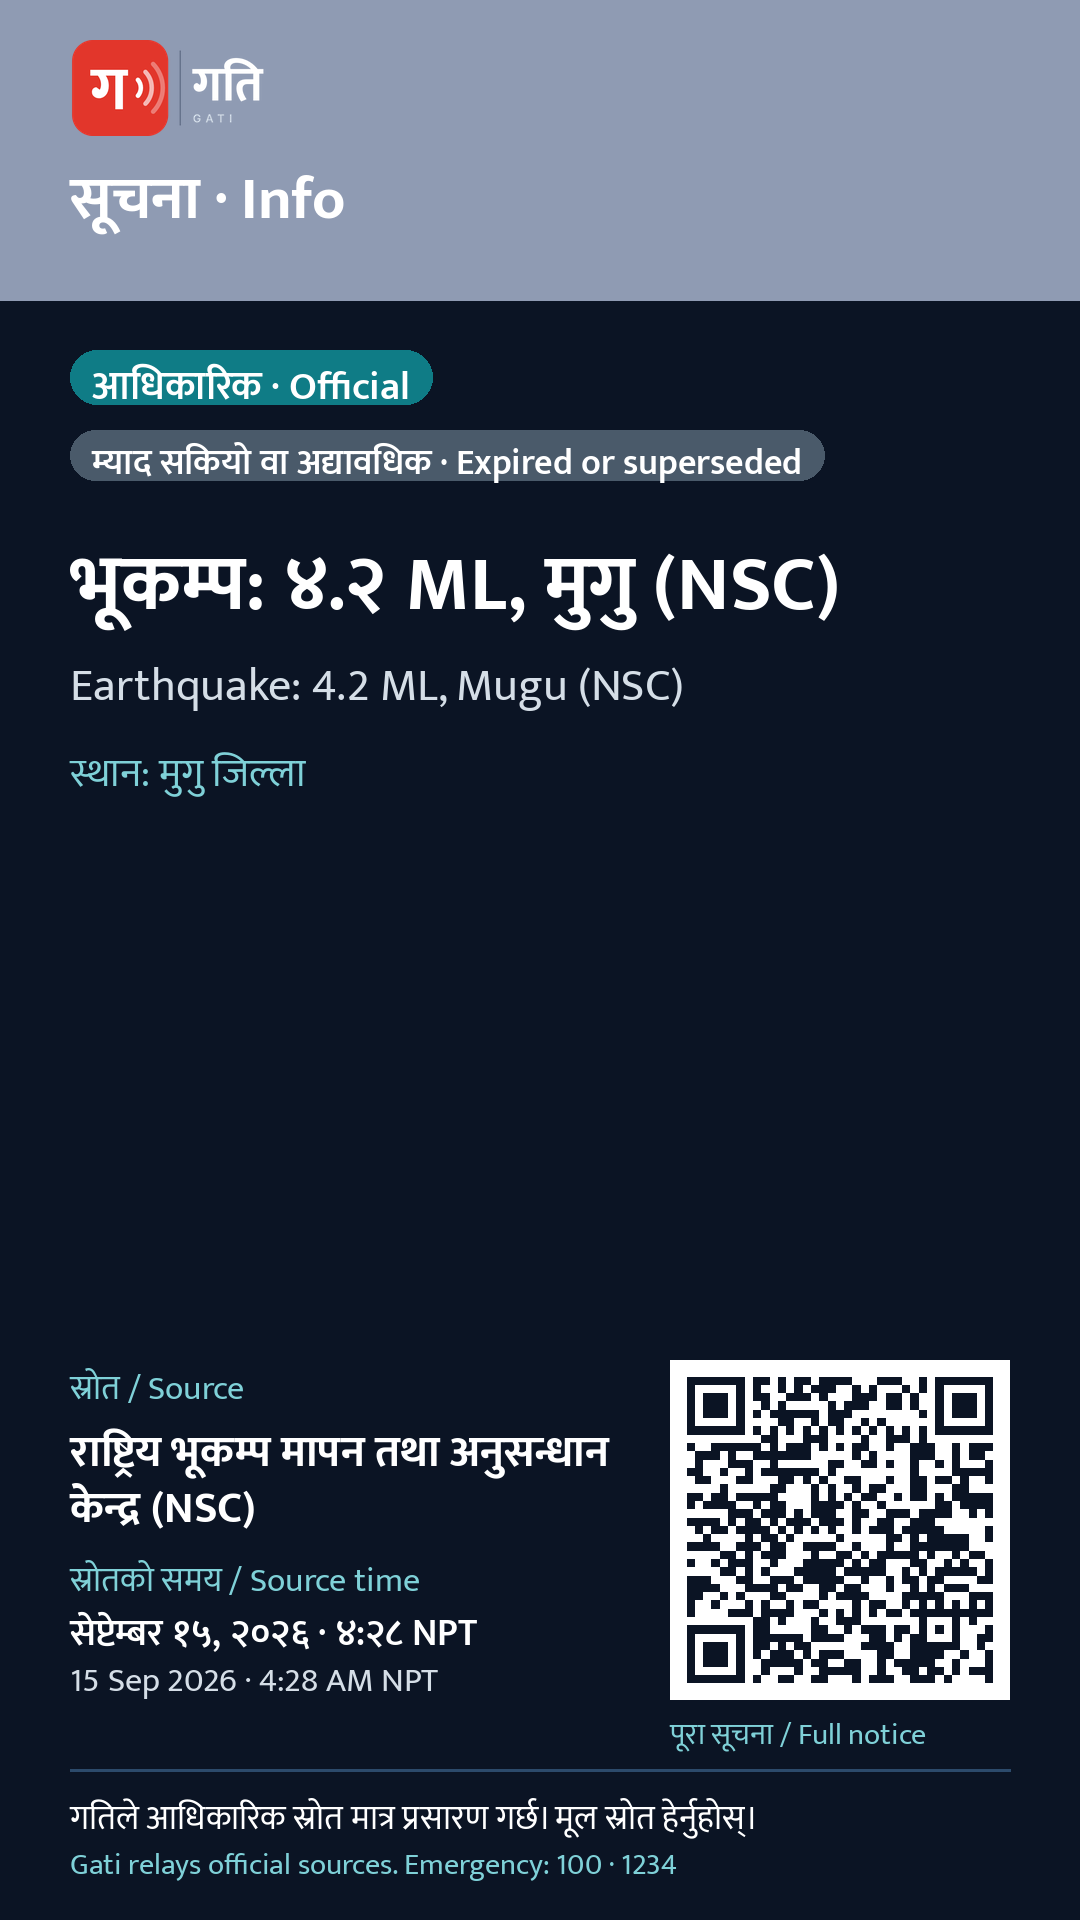 ग
गति
GATI
सूचना · Info
आधिकारिक · Official
म्याद सकियो वा अद्यावधिक · Expired or superseded
भूकम्प: ४.२ ML, मुगु (NSC)
Earthquake: 4.2 ML, Mugu (NSC)
स्थान: मुगु जिल्ला
स्रोत / Source
राष्ट्रिय भूकम्प मापन तथा अनुसन्धान
केन्द्र (NSC)
स्रोतको समय / Source time
सेप्टेम्बर १५, २०२६ · ४:२८ NPT
15 Sep 2026 · 4:28 AM NPT
पूरा सूचना / Full notice
गतिले आधिकारिक स्रोत मात्र प्रसारण गर्छ। मूल स्रोत हेर्नुहोस्।
Gati relays official sources. Emergency: 100 · 1234